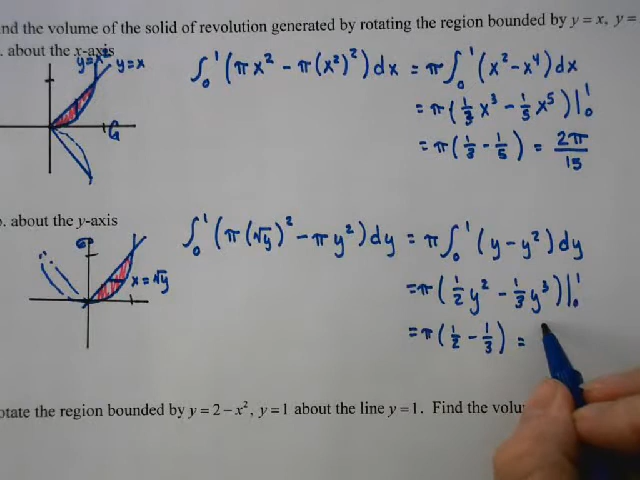 nd the volume of the solid of revolution generated by rotating the region bounded by y = x, y =
. about the x-axis
y=x² y=x
∫₀¹(πx² − π(x²)²)dx = π∫₀¹(x² − x⁴)dx
= π(⅓x³ − ⅕x⁵)|₀¹
= π(⅓ − ⅕) = 2π/15
. about the y-axis
∫₀¹(π(√y)² − πy²)dy = π∫₀¹(y − y²)dy
x=√y
= π(½y² − ⅓y³)|₀¹
= π(½ − ⅓) =
otate the region bounded by y = 2 − x², y = 1 about the line y = 1. Find the volu